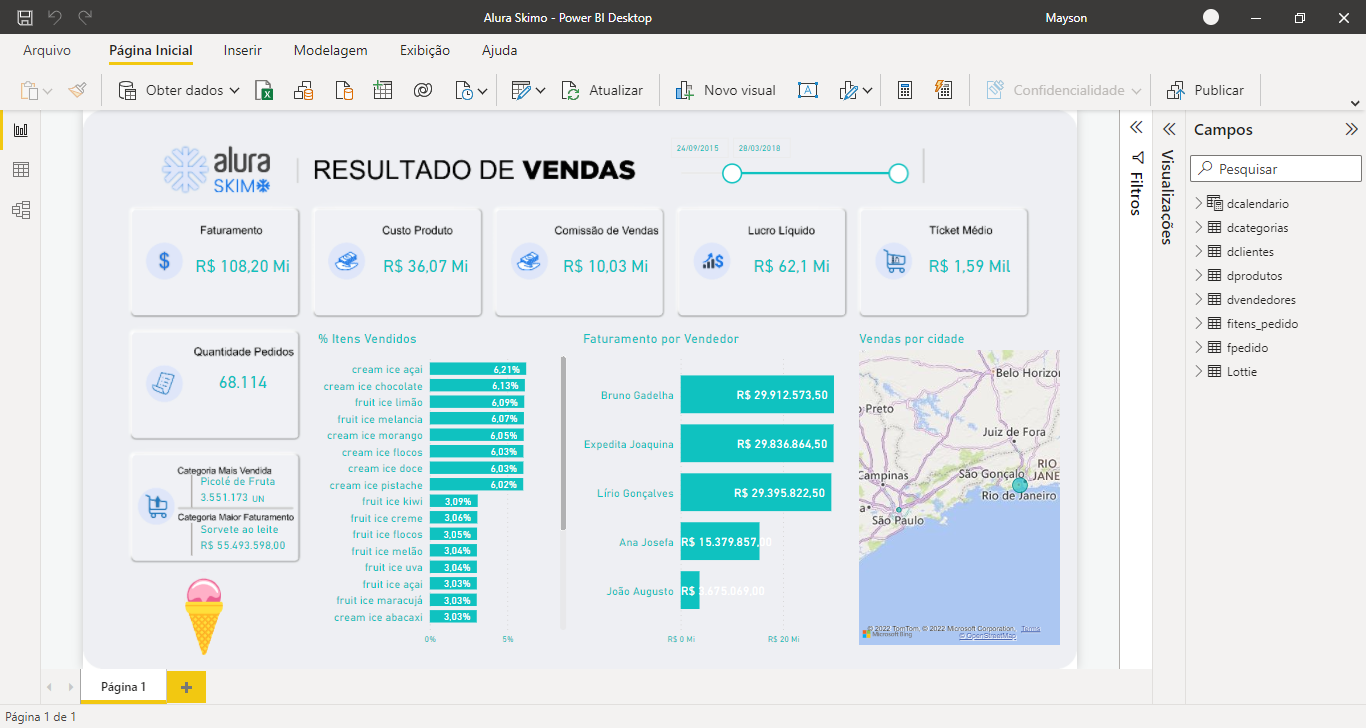 Alura Skimo - Power BI Desktop
Mayson
Arquivo
Página Inicial
Inserir
Modelagem
Exibição
Ajuda
Obter dados
Atualizar
Novo visual
Confidencialidade
Publicar
alura
SKIMO
RESULTADO DE VENDAS
24/09/2015
28/03/2018
Faturamento
R$ 108,20 Mi
Custo Produto
R$ 36,07 Mi
Comissão de Vendas
R$ 10,03 Mi
Lucro Líquido
R$ 62,1 Mi
Tícket Médio
R$ 1,59 Mil
Quantidade Pedidos
68.114
Categoria Mais Vendida
Picolé de Fruta
3.551.173 UN
Categoria Maior Faturamento
Sorvete ao leite
R$ 55.493.598,00
% Itens Vendidos
cream ice açai 6,21%
cream ice chocolate 6,13%
fruit ice limão 6,09%
fruit ice melancia 6,07%
cream ice morango 6,05%
cream ice flocos 6,03%
cream ice doce 6,03%
cream ice pistache 6,02%
fruit ice kiwi 3,09%
fruit ice creme 3,06%
fruit ice flocos 3,05%
fruit ice melão 3,04%
fruit ice uva 3,04%
fruit ice açai 3,03%
fruit ice maracujá 3,03%
cream ice abacaxi 3,03%
0% 5%
Faturamento por Vendedor
Bruno Gadelha R$ 29.912.573,50
Expedita Joaquina R$ 29.836.864,50
Lírio Gonçalves R$ 29.395.822,50
Ana Josefa R$ 15.379.857,00
João Augusto R$ 3.675.069,00
R$ 0 Mi R$ 20 Mi
Vendas por cidade
Belo Horizon
Preto
Juiz de Fora
Campinas
São Gonçalo
RIO
JANE
Rio de Janeiro
São Paulo
© 2022 TomTom, © 2022 Microsoft Corporation, Terms
Microsoft Bing
© OpenStreetMap
Filtros
Visualizações
Campos
Pesquisar
dcalendario
dcategorias
dclientes
dprodutos
dvendedores
fitens_pedido
fpedido
Lottie
Página 1
Página 1 de 1